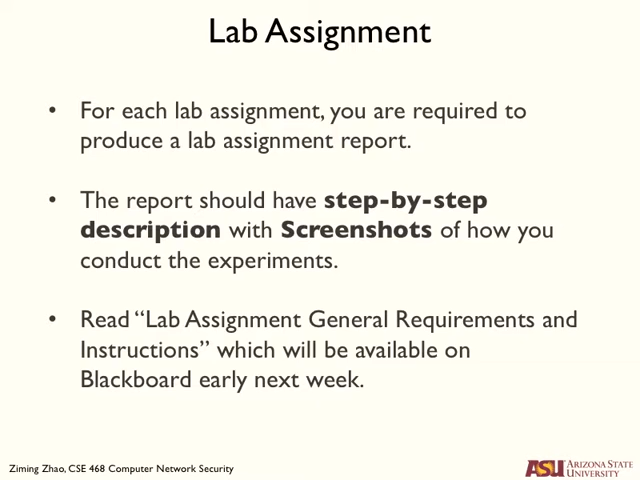 Lab Assignment
• For each lab assignment, you are required to
produce a lab assignment report.
• The report should have step-by-step
description with Screenshots of how you
conduct the experiments.
• Read “Lab Assignment General Requirements and
Instructions” which will be available on
Blackboard early next week.
Ziming Zhao, CSE 468 Computer Network Security
ASU ARIZONA STATE
UNIVERSITY